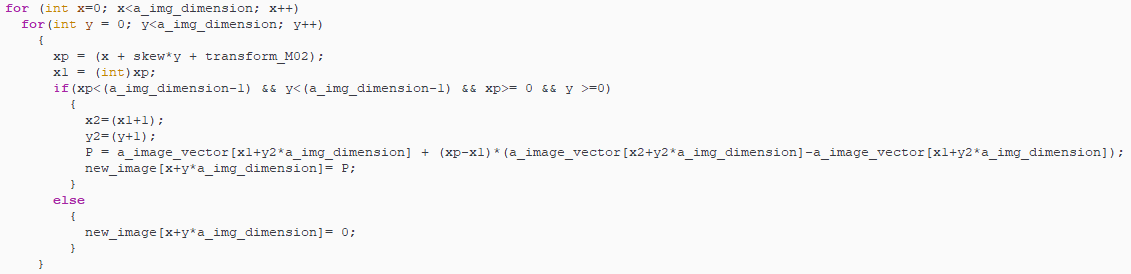 for (int x=0; x<a_img_dimension; x++)
for(int y = 0; y<a_img_dimension; y++)
{
xp = (x + skew*y + transform_M02);
x1 = (int)xp;
if(xp<(a_img_dimension-1) && y<(a_img_dimension-1) && xp>= 0 && y >=0)
{
x2=(x1+1);
y2=(y+1);
P = a_image_vector[x1+y2*a_img_dimension] + (xp-x1)*(a_image_vector[x2+y2*a_img_dimension]-a_image_vector[x1+y2*a_img_dimension]);
new_image[x+y*a_img_dimension]= P;
}
else
{
new_image[x+y*a_img_dimension]= 0;
}
}